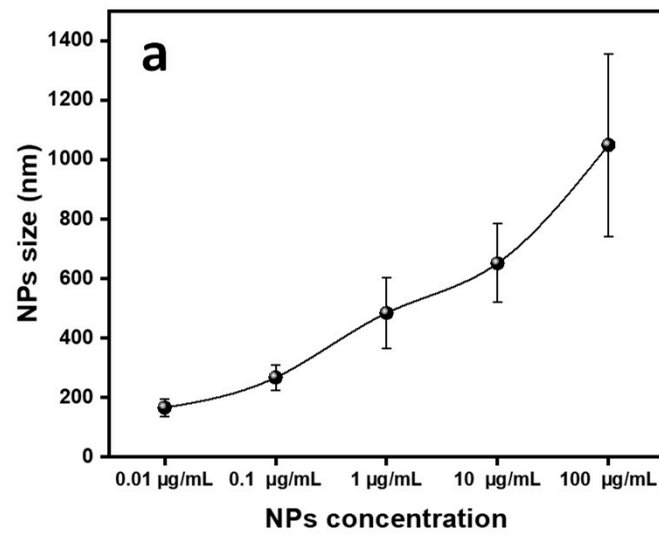 a
NPs size (nm)
1400
1200
1000
800
600
400
200
0
0.01 µg/mL 0.1 µg/mL 1 µg/mL 10 µg/mL 100 µg/mL
NPs concentration